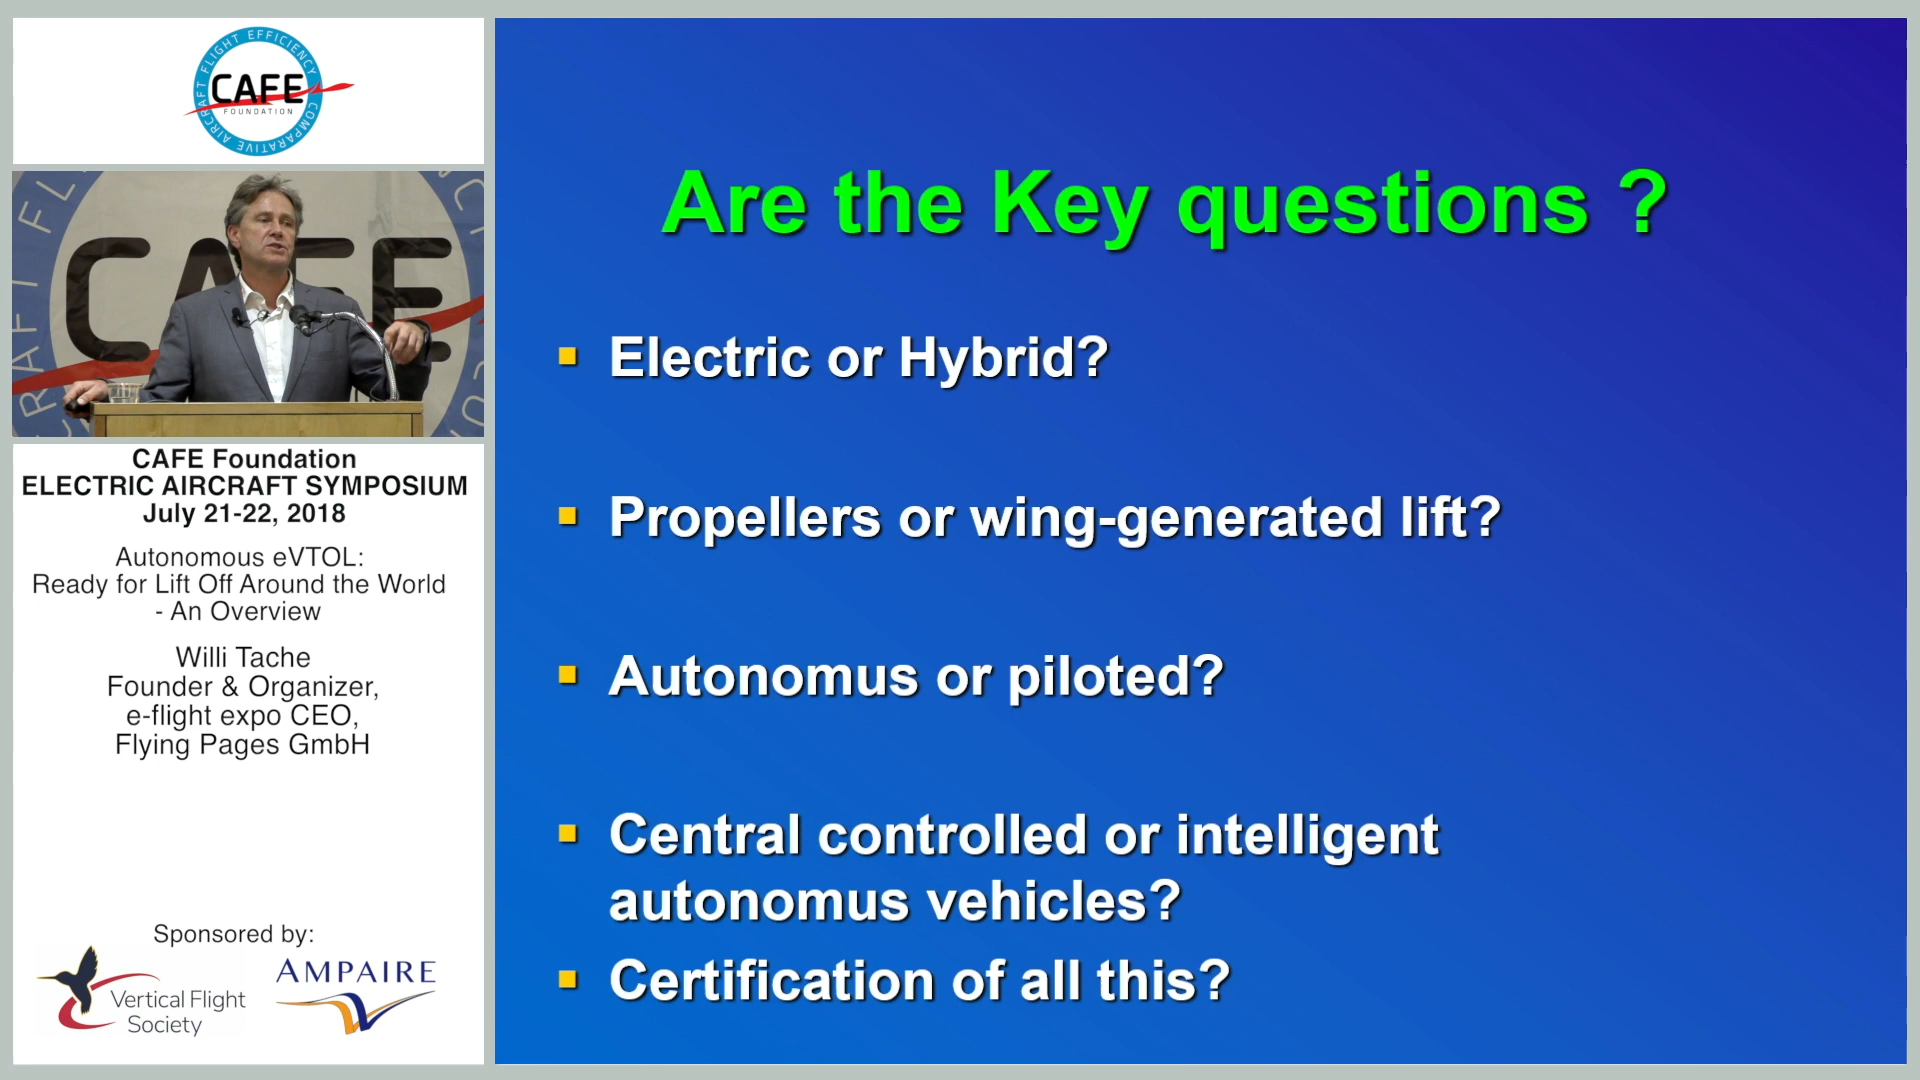 AIRCRAFT FLIGHT EFFICIENCY COMPARATIVE
CAFE
FOUNDATION
CAFE
CAFE Foundation
ELECTRIC AIRCRAFT SYMPOSIUM
July 21-22, 2018
Autonomous eVTOL:
Ready for Lift Off Around the World
- An Overview
Willi Tache
Founder & Organizer,
e-flight expo CEO,
Flying Pages GmbH
Sponsored by:
Vertical Flight
Society
AMPAIRE
Are the Key questions ?
Electric or Hybrid?
Propellers or wing-generated lift?
Autonomus or piloted?
Central controlled or intelligent
autonomus vehicles?
Certification of all this?